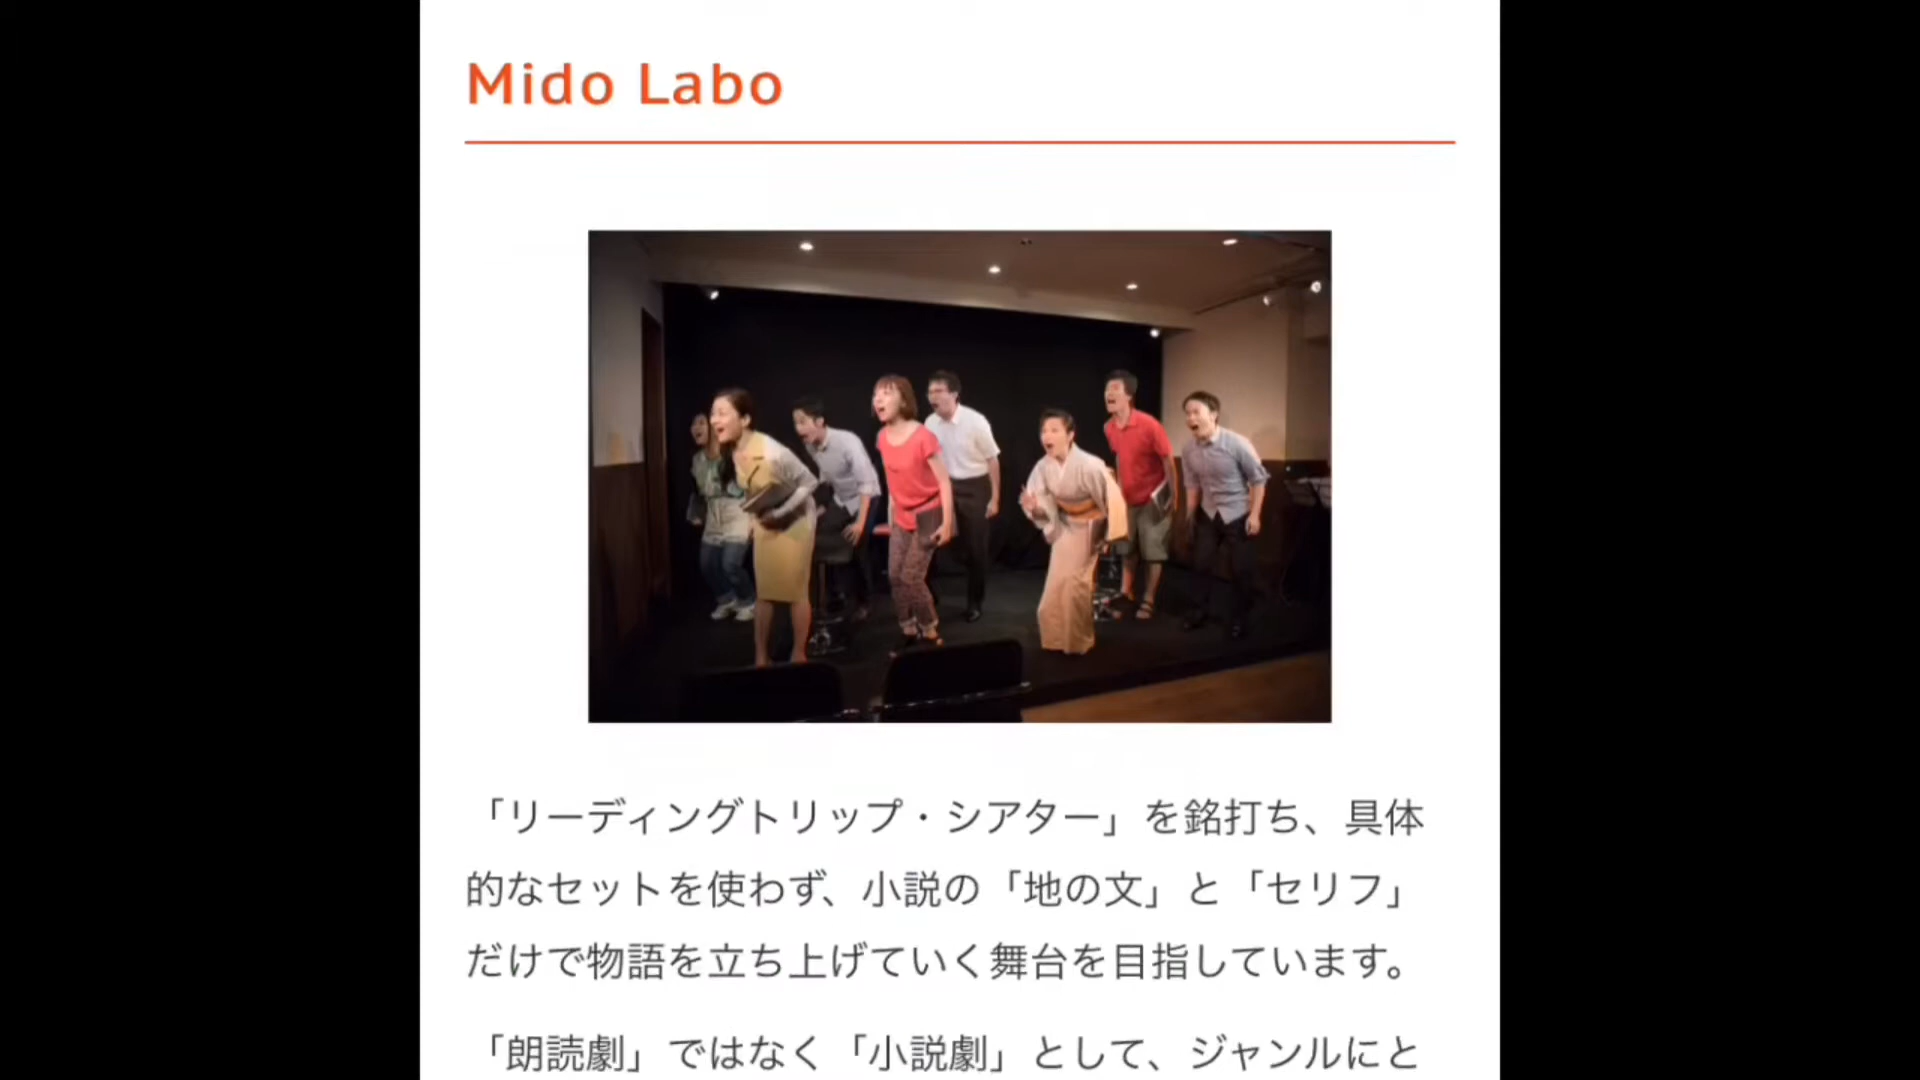 Mido Labo
「リーディングトリップ・シアター」を銘打ち、具体
的なセットを使わず、小説の「地の文」と「セリフ」
だけで物語を立ち上げていく舞台を目指しています。
「朗読劇」ではなく「小説劇」として、ジャンルにと